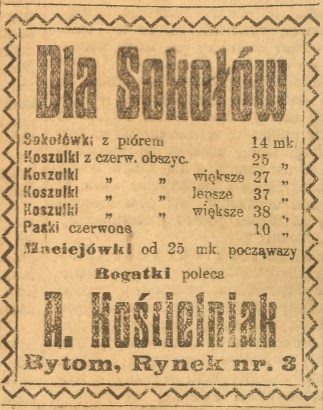 Dla Sokołów
Sokołówki z piórem 14 mk.
Koszulki z czerw. obszyc. 25 „
Koszulki „ „ większe 27 „
Koszulki „ „ lepsze 37 „
Koszulki „ „ większe 38 „
Paski czerwone 10 „
Maciejówki od 25 mk. począwszy
Rogatki poleca
A. Kościelniak
Bytom, Rynek nr. 3